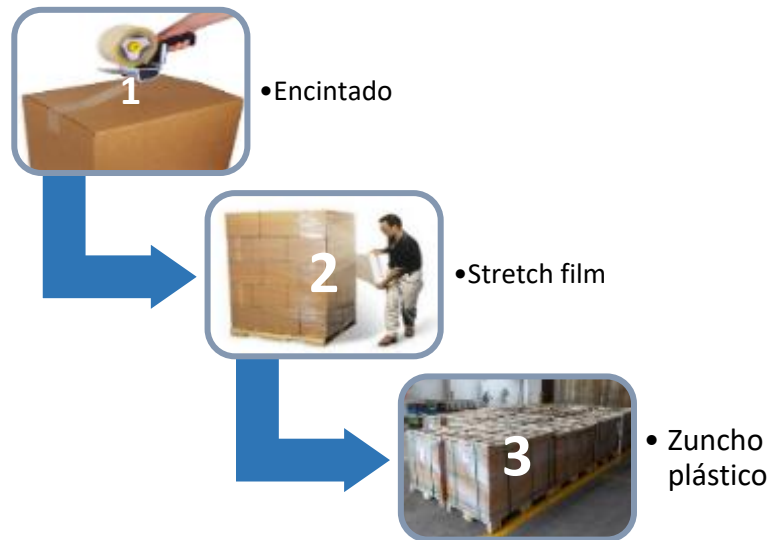 1
•Encintado
2
•Stretch film
3
• Zuncho
plástico